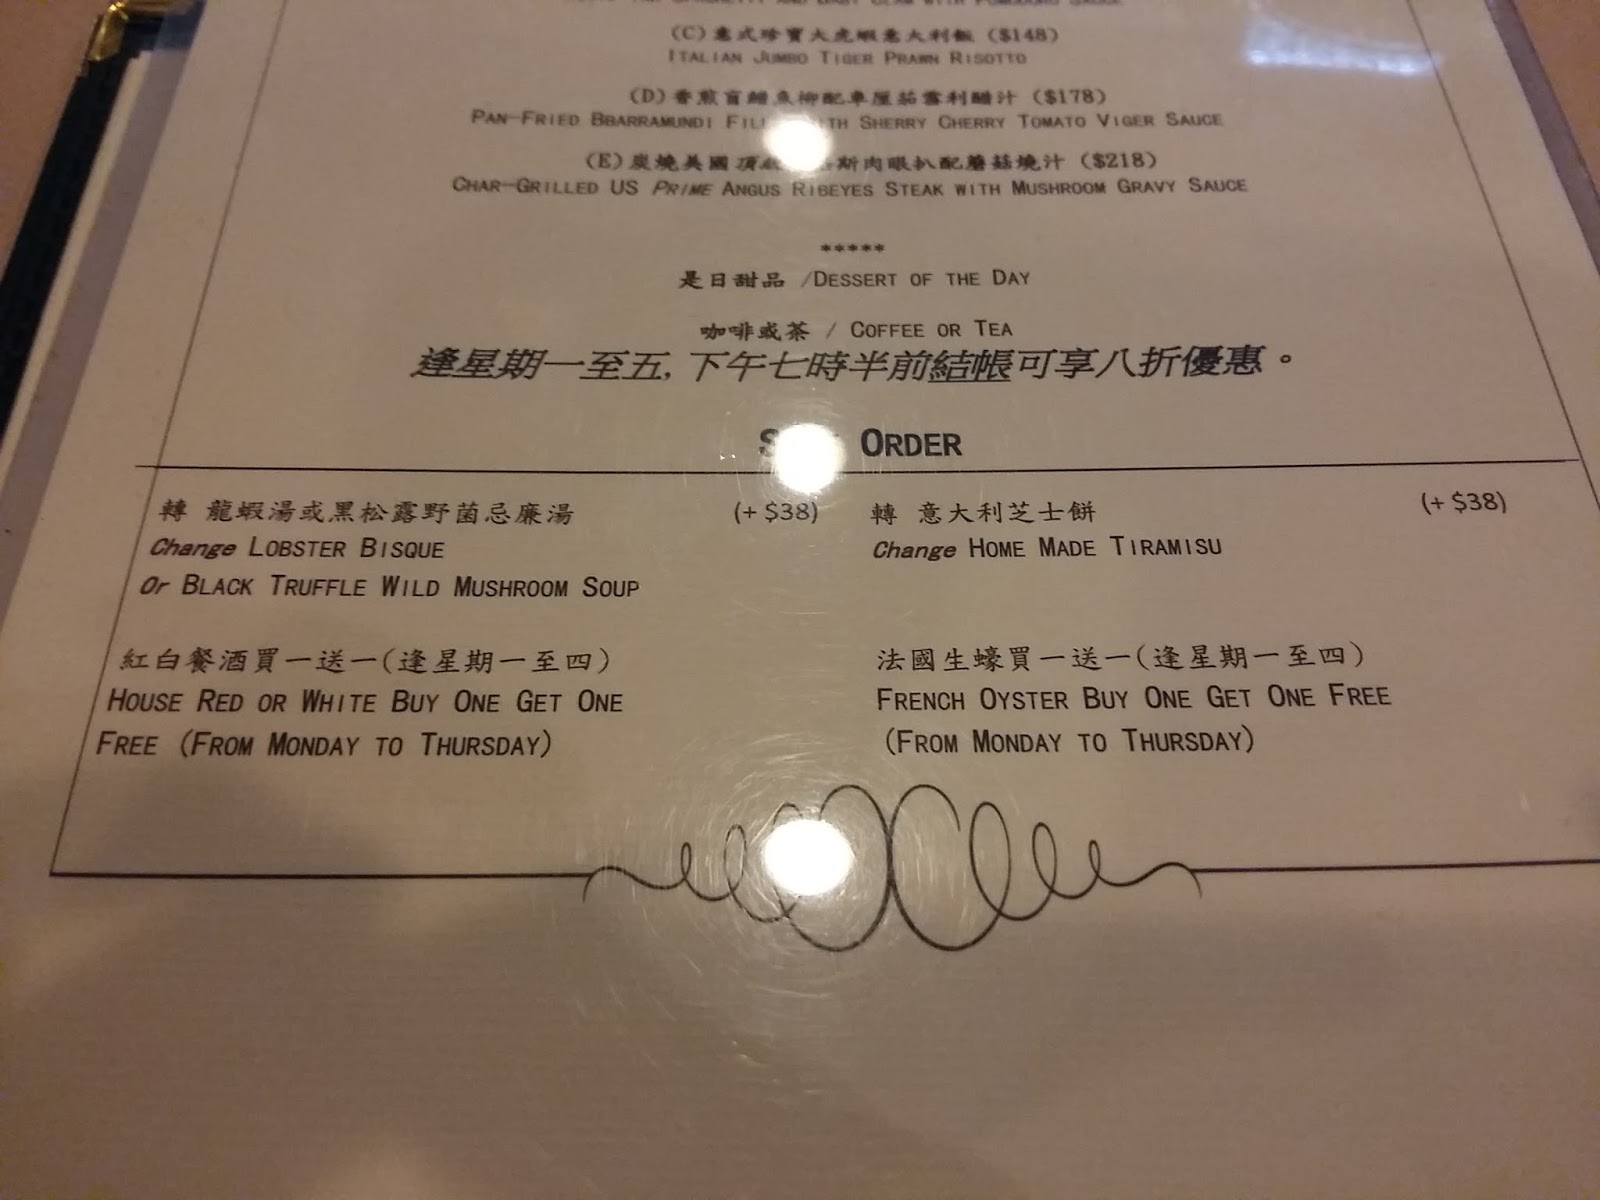 (C) 意式珍寶大虎蝦意大利飯 ($148)
ITALIAN JUMBO TIGER PRAWN RISOTTO
(D) 香煎盲鰽魚柳配車厘茄雪利醋汁 ($178)
PAN-FRIED BBARRAMUNDI WITH SHERRY CHERRY TOMATO VIGER SAUCE
(E) 炭燒美國頂 斯肉眼扒配蘑菇燒汁 ($218)
CHAR-GRILLED US PRIME ANGUS RIBEYES STEAK WITH MUSHROOM GRAVY SAUCE
*****
是日甜品 /DESSERT OF THE DAY
咖啡或茶 / COFFEE OR TEA
逢星期一至五, 下午七時半前結帳可享八折優惠。
ORDER
轉 龍蝦湯或黑松露野菌忌廉湯 (+ $38)
Change LOBSTER BISQUE
Or BLACK TRUFFLE WILD MUSHROOM SOUP
轉 意大利芝士餅 (+ $38)
Change HOME MADE TIRAMISU
紅白餐酒買一送一(逢星期一至四)
HOUSE RED OR WHITE BUY ONE GET ONE
FREE (FROM MONDAY TO THURSDAY)
法國生蠔買一送一(逢星期一至四)
FRENCH OYSTER BUY ONE GET ONE FREE
(FROM MONDAY TO THURSDAY)